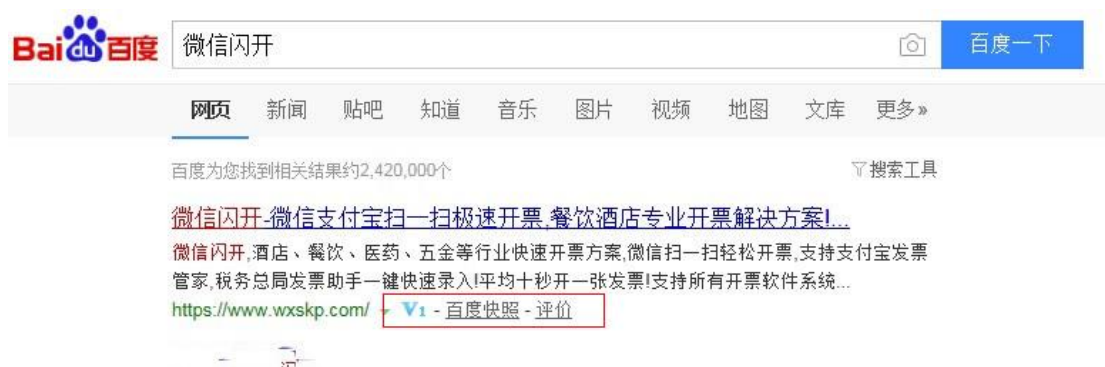 Bai du 百度 微信闪开 百度一下
网页 新闻 贴吧 知道 音乐 图片 视频 地图 文库 更多»
百度为您找到相关结果约2,420,000个 搜索工具
微信闪开-微信支付宝扫一扫极速开票,餐饮酒店专业开票解决方案!...
微信闪开,酒店、餐饮、医药、五金等行业快速开票方案,微信扫一扫轻松开票,支持支付宝发票
管家,税务总局发票助手一键快速录入!平均十秒开一张发票!支持所有开票软件系统...
https://www.wxskp.com/ V1 - 百度快照 - 评价